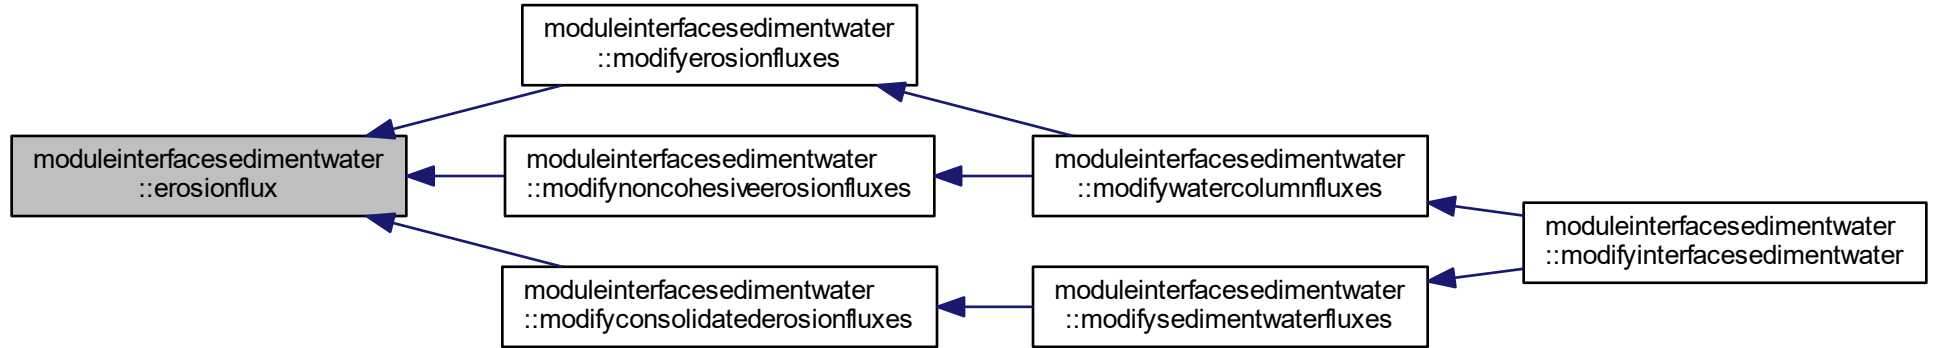 moduleinterfacesedimentwater
::modifyerosionfluxes
moduleinterfacesedimentwater
::erosionflux
moduleinterfacesedimentwater
::modifynoncohesiveerosionfluxes
moduleinterfacesedimentwater
::modifywatercolumnfluxes
moduleinterfacesedimentwater
::modifyinterfacesedimentwater
moduleinterfacesedimentwater
::modifyconsolidatederosionfluxes
moduleinterfacesedimentwater
::modifysedimentwaterfluxes